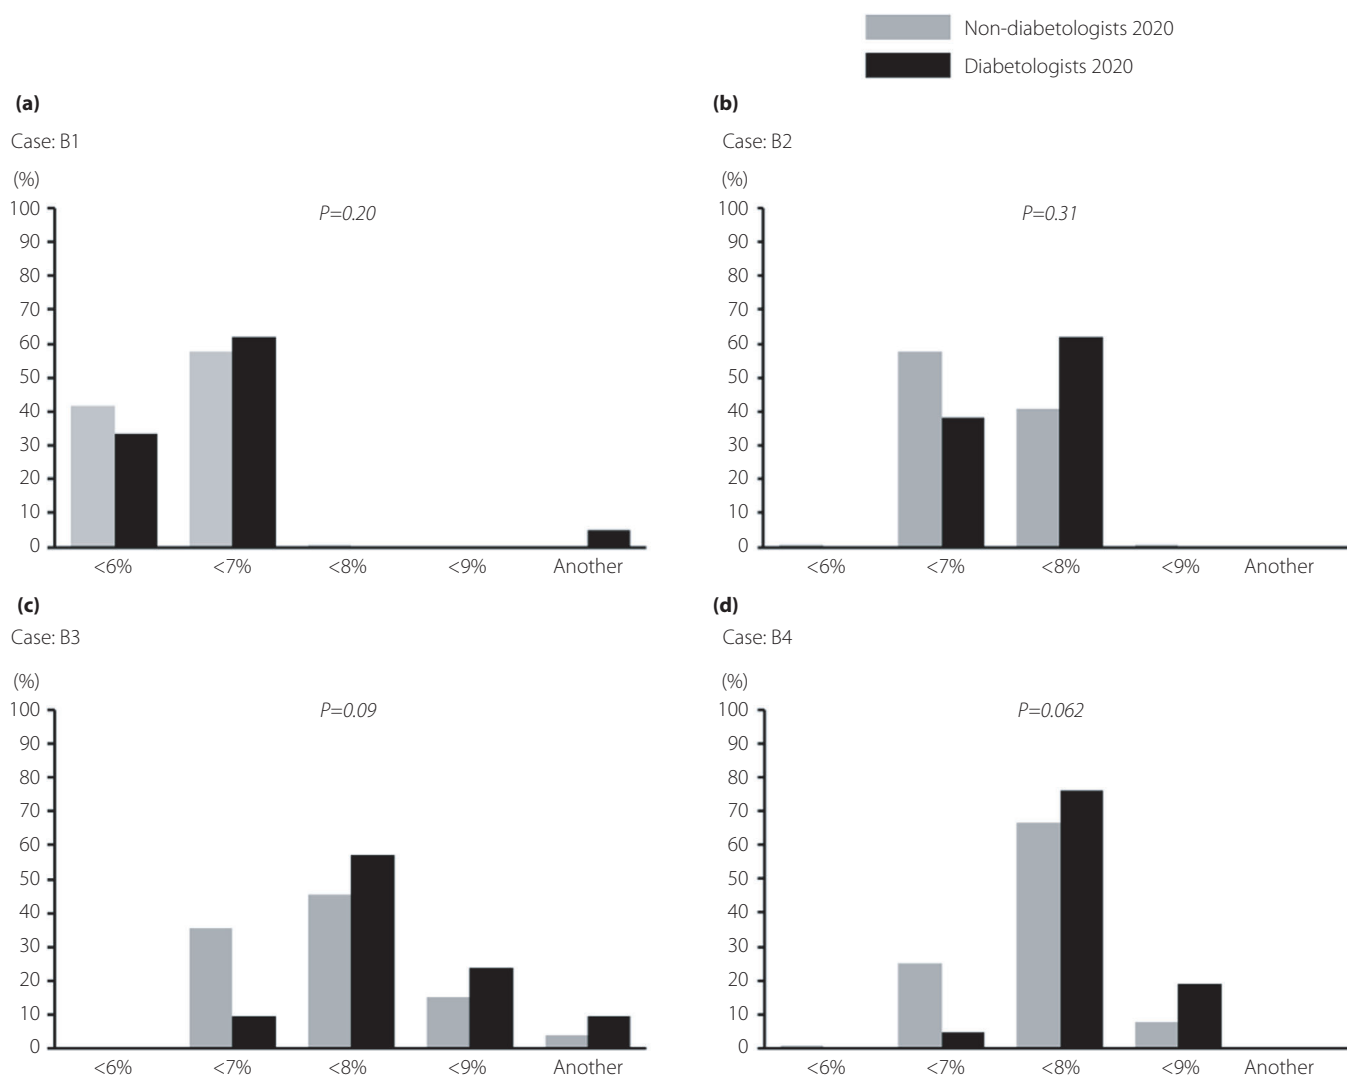 Non-diabetologists 2020
Diabetologists 2020
(a)
Case: B1
(%)
P=0.20
100
90
80
70
60
50
40
30
20
10
0
<6% <7% <8% <9% Another
(b)
Case: B2
(%)
P=0.31
100
90
80
70
60
50
40
30
20
10
0
<6% <7% <8% <9% Another
(c)
Case: B3
(%)
P=0.09
100
90
80
70
60
50
40
30
20
10
0
<6% <7% <8% <9% Another
(d)
Case: B4
(%)
P=0.062
100
90
80
70
60
50
40
30
20
10
0
<6% <7% <8% <9% Another